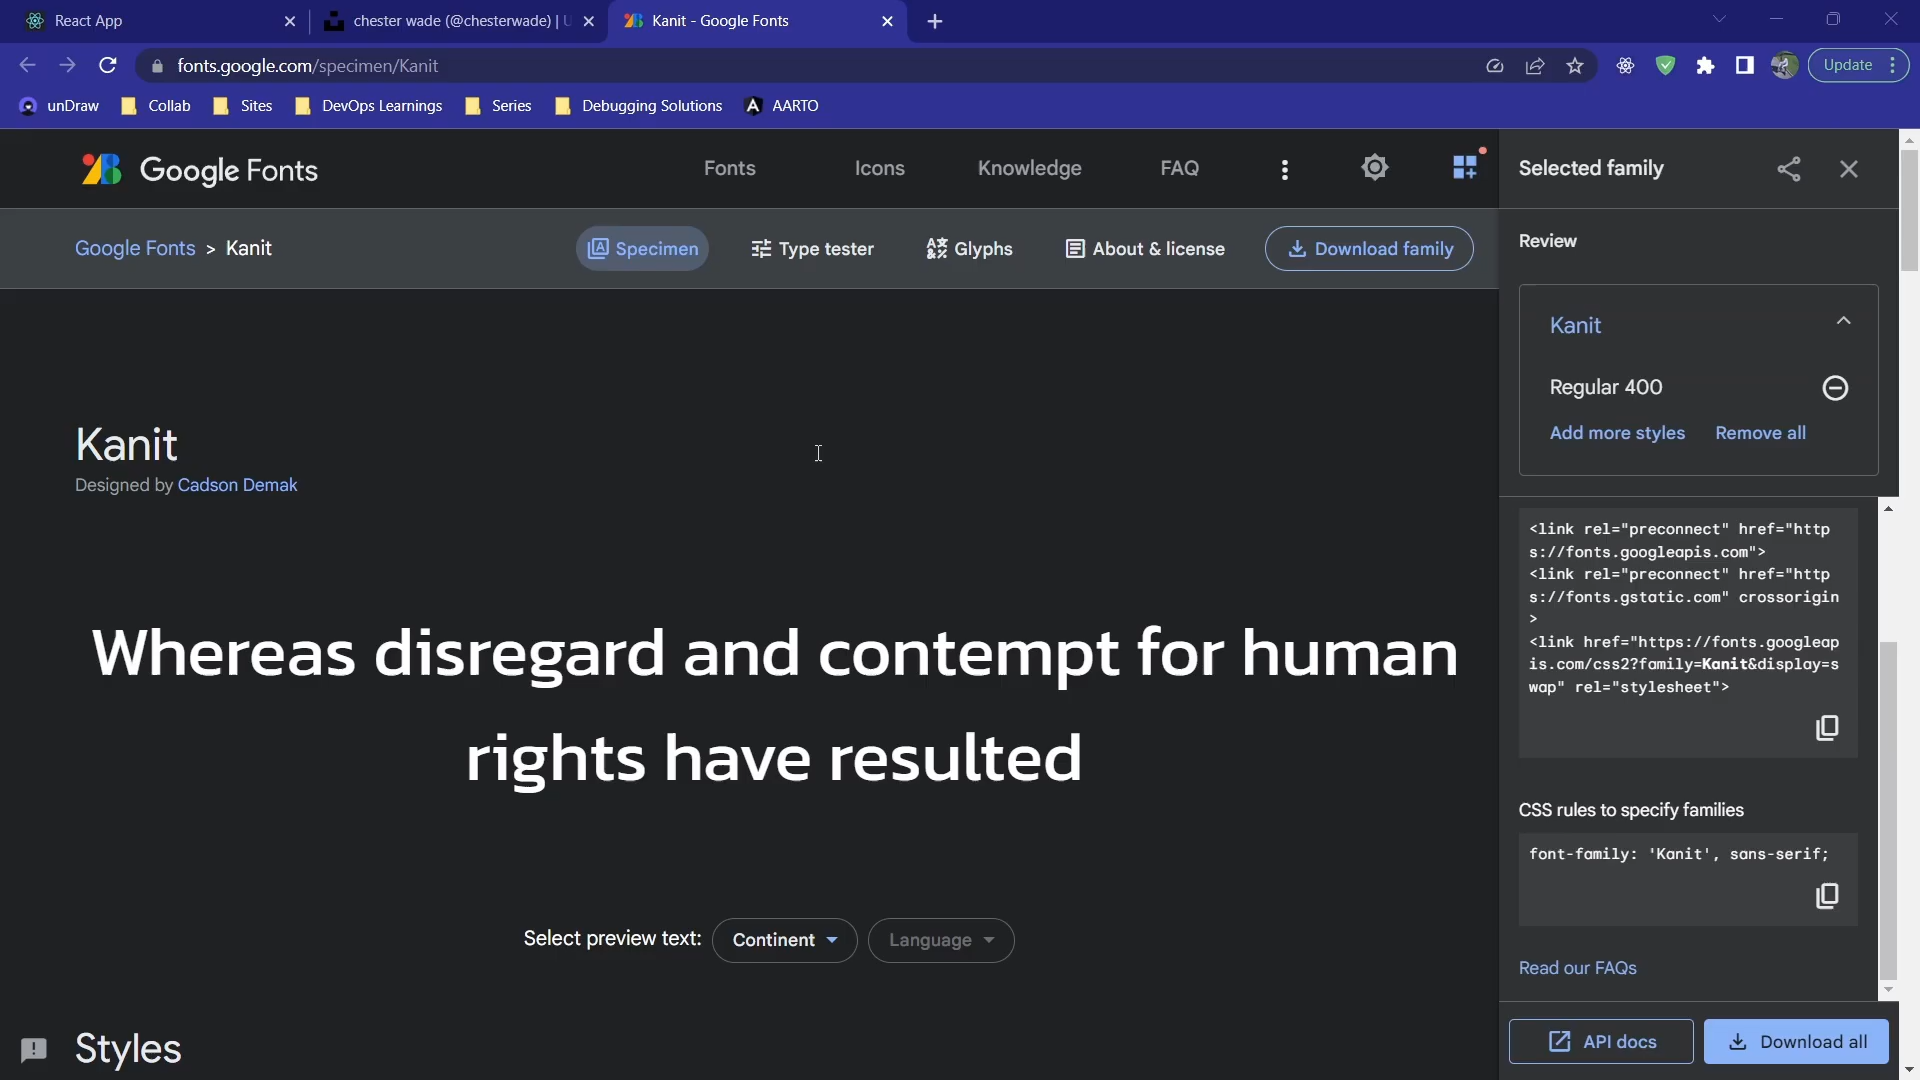 React App
chester wade (@chesterwade) | U
Kanit - Google Fonts
fonts.google.com/specimen/Kanit
Update
unDraw
Collab
Sites
DevOps Learnings
Series
Debugging Solutions
AARTO
Google Fonts
Fonts
Icons
Knowledge
FAQ
Selected family
Google Fonts > Kanit
Specimen
Type tester
Glyphs
About & license
Download family
Review
Kanit
Regular 400
Add more styles
Remove all
Kanit
Designed by Cadson Demak
Whereas disregard and contempt for human
rights have resulted
Select preview text:
Continent
Language
Styles
<link rel="preconnect" href="http
s://fonts.googleapis.com">
<link rel="preconnect" href="http
s://fonts.gstatic.com" crossorigin
>
<link href="https://fonts.googleap
is.com/css2?family=Kanit&display=s
wap" rel="stylesheet">
CSS rules to specify families
font-family: 'Kanit', sans-serif;
Read our FAQs
API docs
Download all